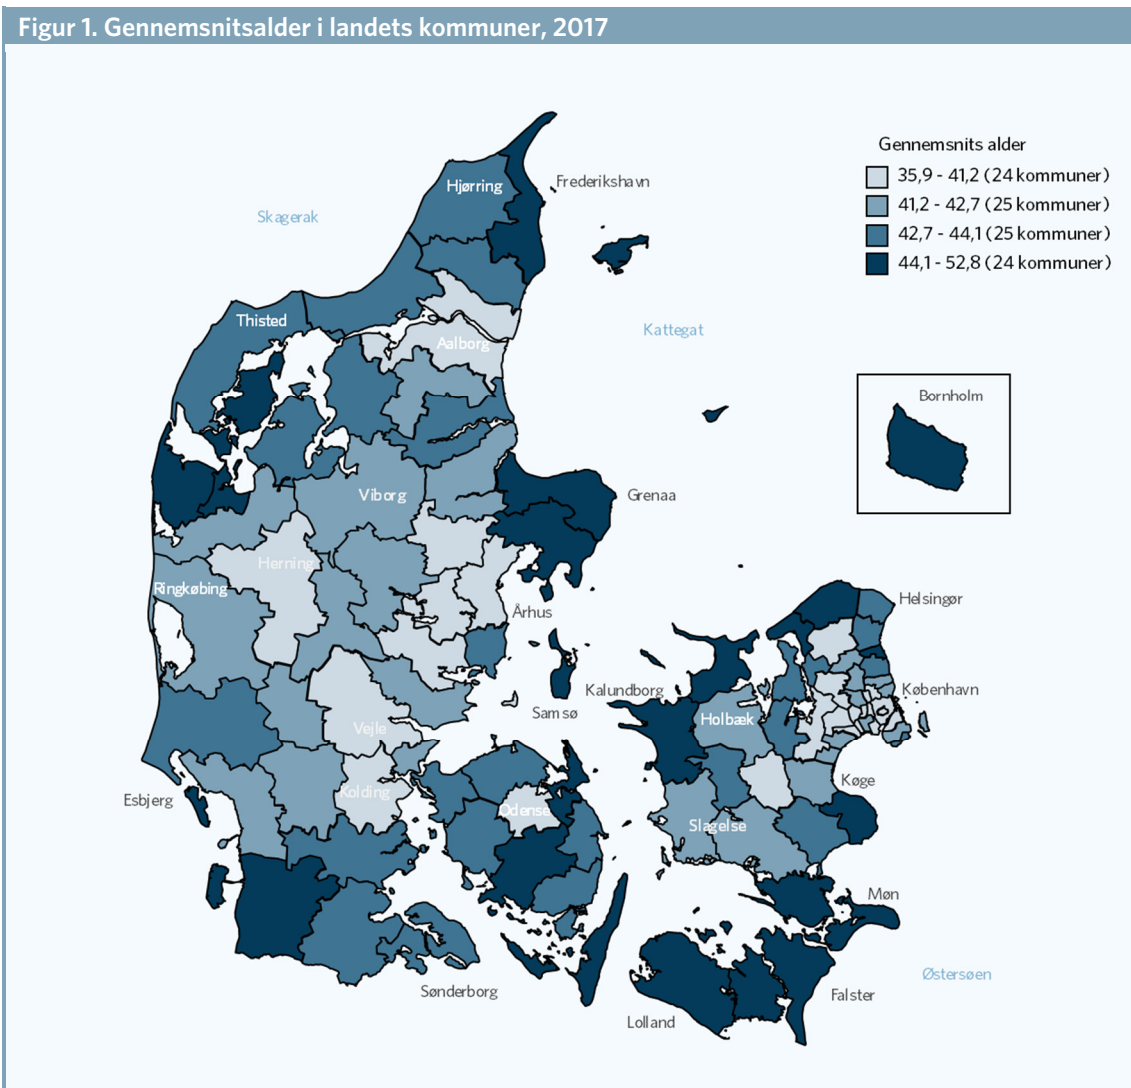 Figur 1. Gennemsnitsalder i landets kommuner, 2017
Gennemsnits alder
35,9 - 41,2 (24 kommuner)
41,2 - 42,7 (25 kommuner)
42,7 - 44,1 (25 kommuner)
44,1 - 52,8 (24 kommuner)
Frederikshavn
Hjørring
Skagerak
Thisted
Kattegat
Aalborg
Bornholm
Viborg
Grenaa
Herning
Ringkøbing
Helsingør
Århus
Kalundborg
København
Samsø
Holbæk
Vejle
Køge
Kolding
Esbjerg
Odense
Slagelse
Møn
Østersøen
Sønderborg
Falster
Lolland